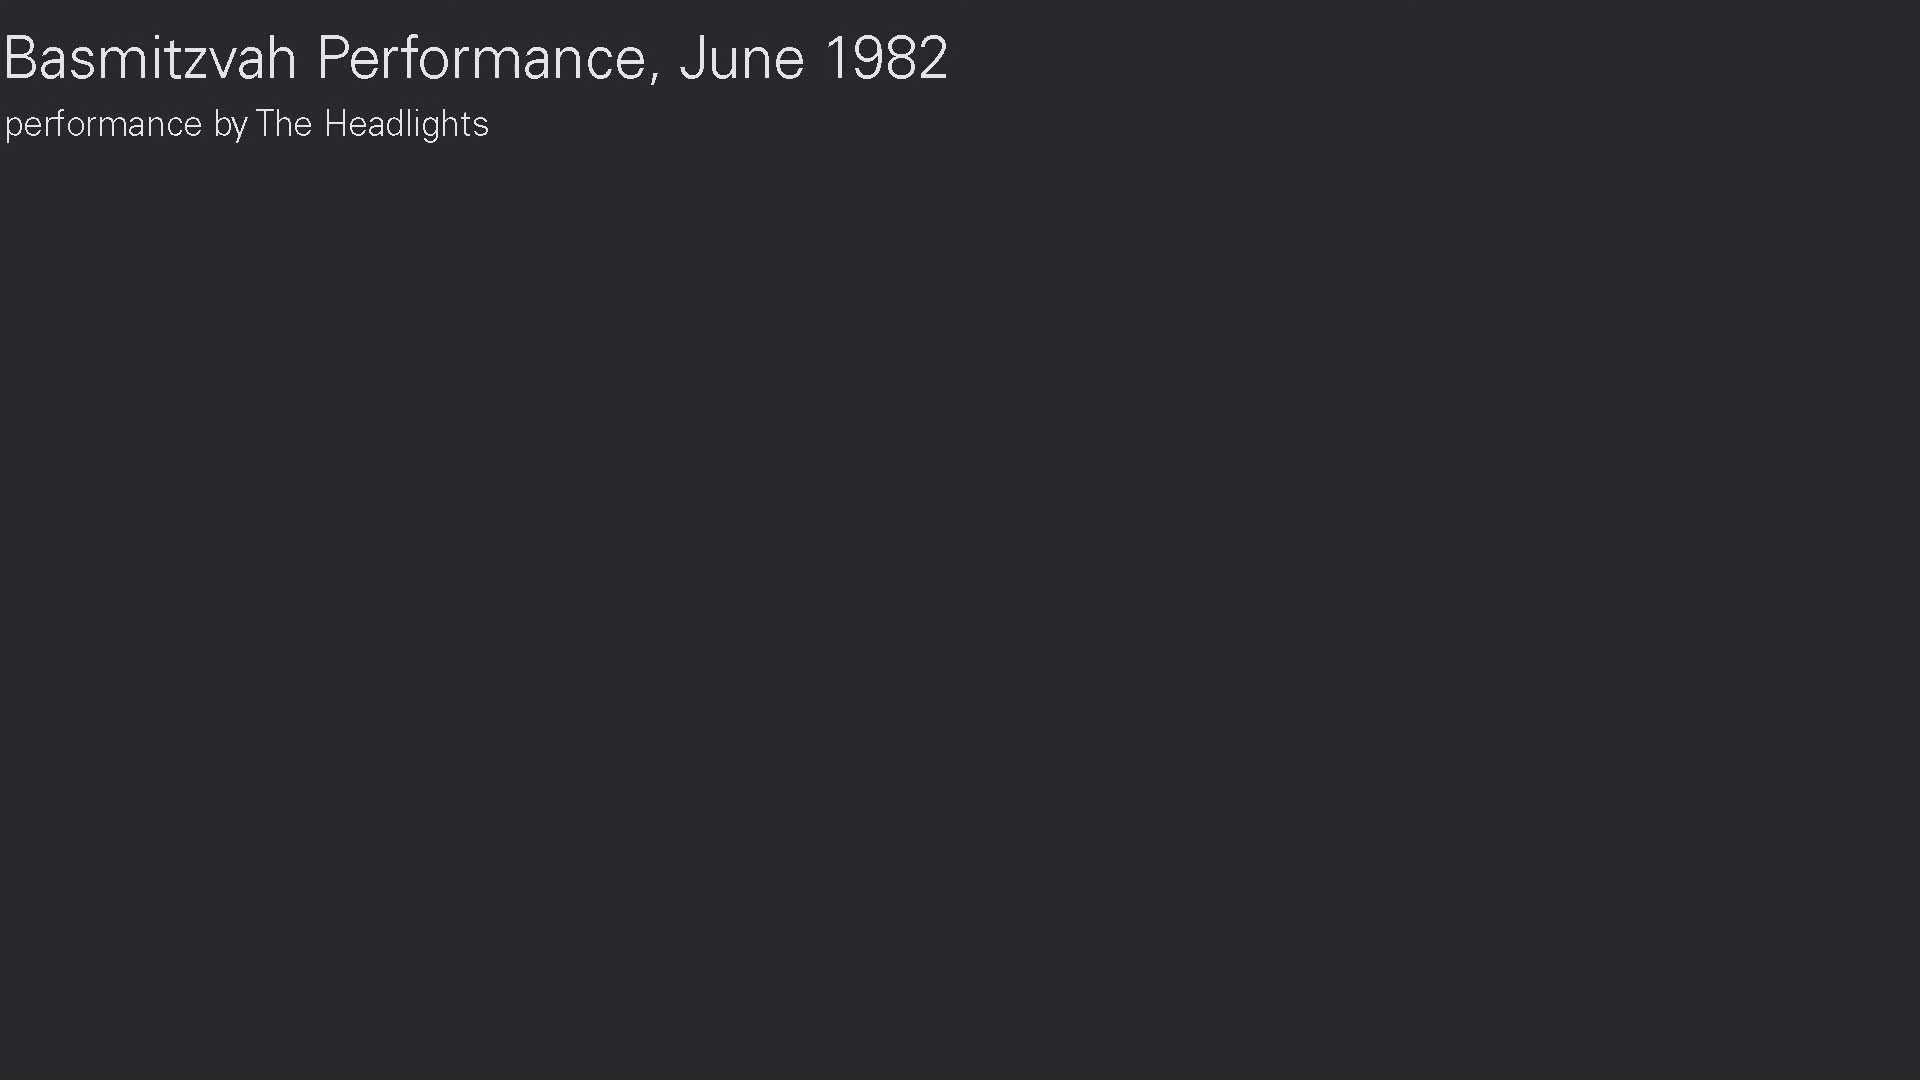 Basmitzvah Performance, June 1982
performance by The Headlights